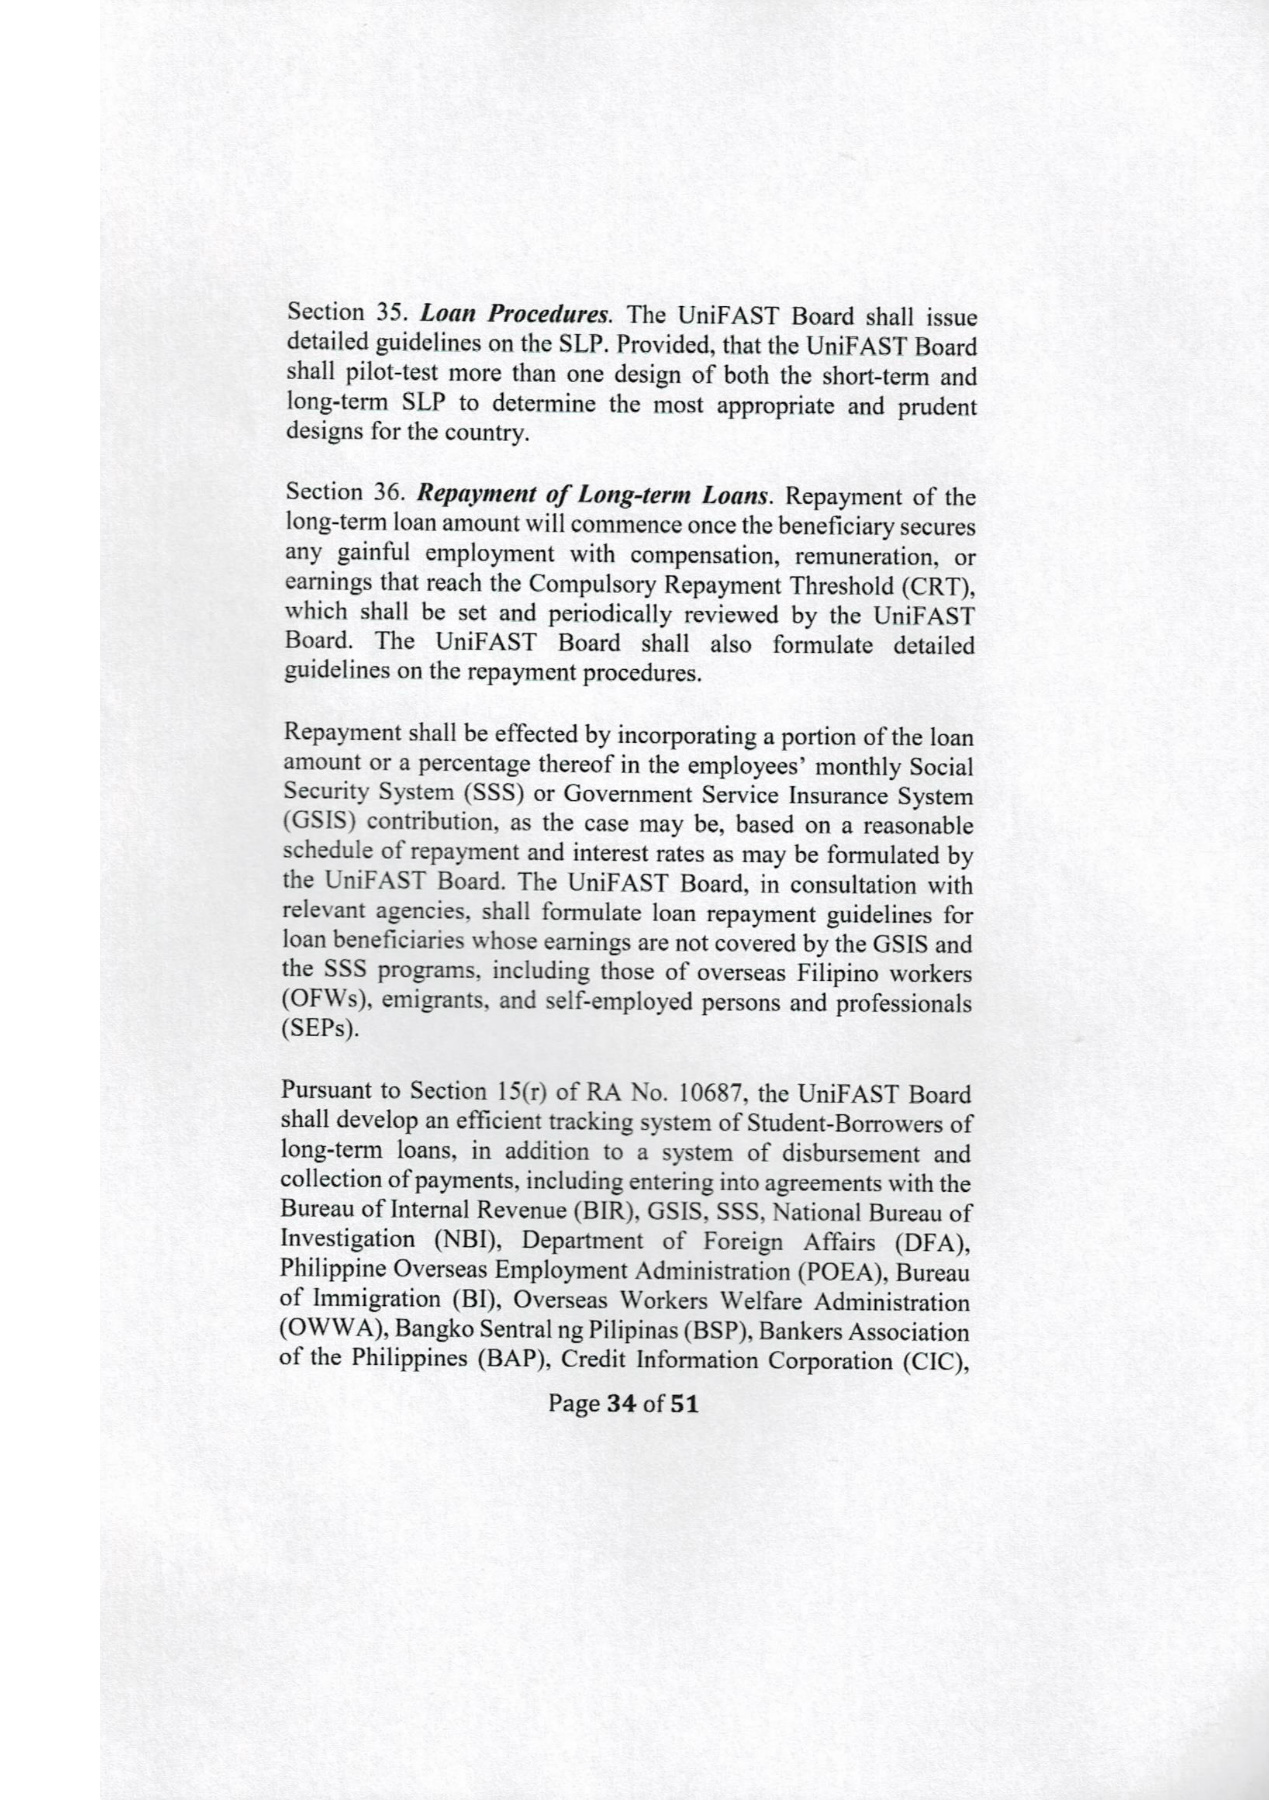 Section 35. Loan Procedures. The UniFAST Board shall issue
detailed guidelines on the SLP. Provided, that the UniFAST Board
shall pilot-test more than one design of both the short-term and
long-term SLP to determine the most appropriate and prudent
designs for the country.
Section 36. Repayment of Long-term Loans. Repayment of the
long-term loan amount will commence once the beneficiary secures
any gainful employment with compensation, remuneration, or
earnings that reach the Compulsory Repayment Threshold (CRT),
which shall be set and periodically reviewed by the UniFAST
Board. The UniFAST Board shall also formulate detailed
guidelines on the repayment procedures.
Repayment shall be effected by incorporating a portion of the loan
amount or a percentage thereof in the employees’ monthly Social
Security System (SSS) or Government Service Insurance System
(GSIS) contribution, as the case may be, based on a reasonable
schedule of repayment and interest rates as may be formulated by
the UniFAST Board. The UniFAST Board, in consultation with
relevant agencies, shall formulate loan repayment guidelines for
loan beneficiaries whose earnings are not covered by the GSIS and
the SSS programs, including those of overseas Filipino workers
(OFWs), emigrants, and self-employed persons and professionals
(SEPs).
Pursuant to Section 15(r) of RA No. 10687, the UniFAST Board
shall develop an efficient tracking system of Student-Borrowers of
long-term loans, in addition to a system of disbursement and
collection of payments, including entering into agreements with the
Bureau of Internal Revenue (BIR), GSIS, SSS, National Bureau of
Investigation (NBI), Department of Foreign Affairs (DFA),
Philippine Overseas Employment Administration (POEA), Bureau
of Immigration (BI), Overseas Workers Welfare Administration
(OWWA), Bangko Sentral ng Pilipinas (BSP), Bankers Association
of the Philippines (BAP), Credit Information Corporation (CIC),
Page 34 of 51